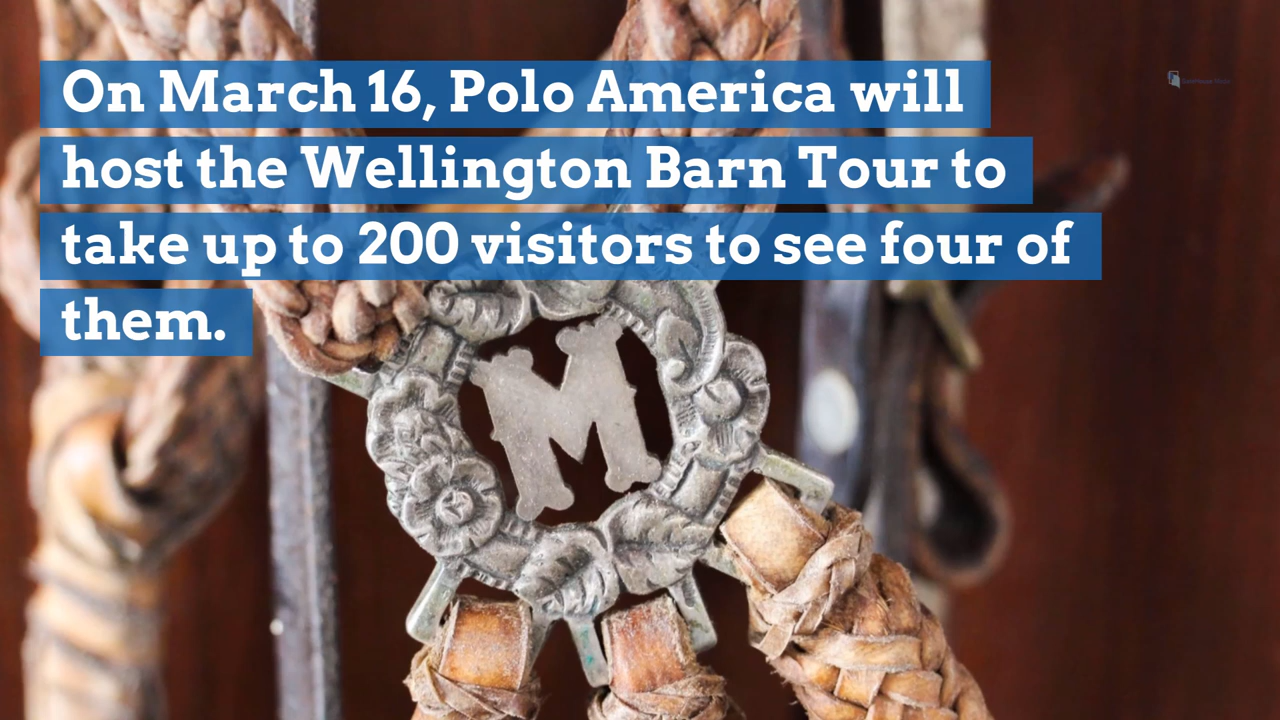 On March 16, Polo America will
host the Wellington Barn Tour to
take up to 200 visitors to see four of
them.
M